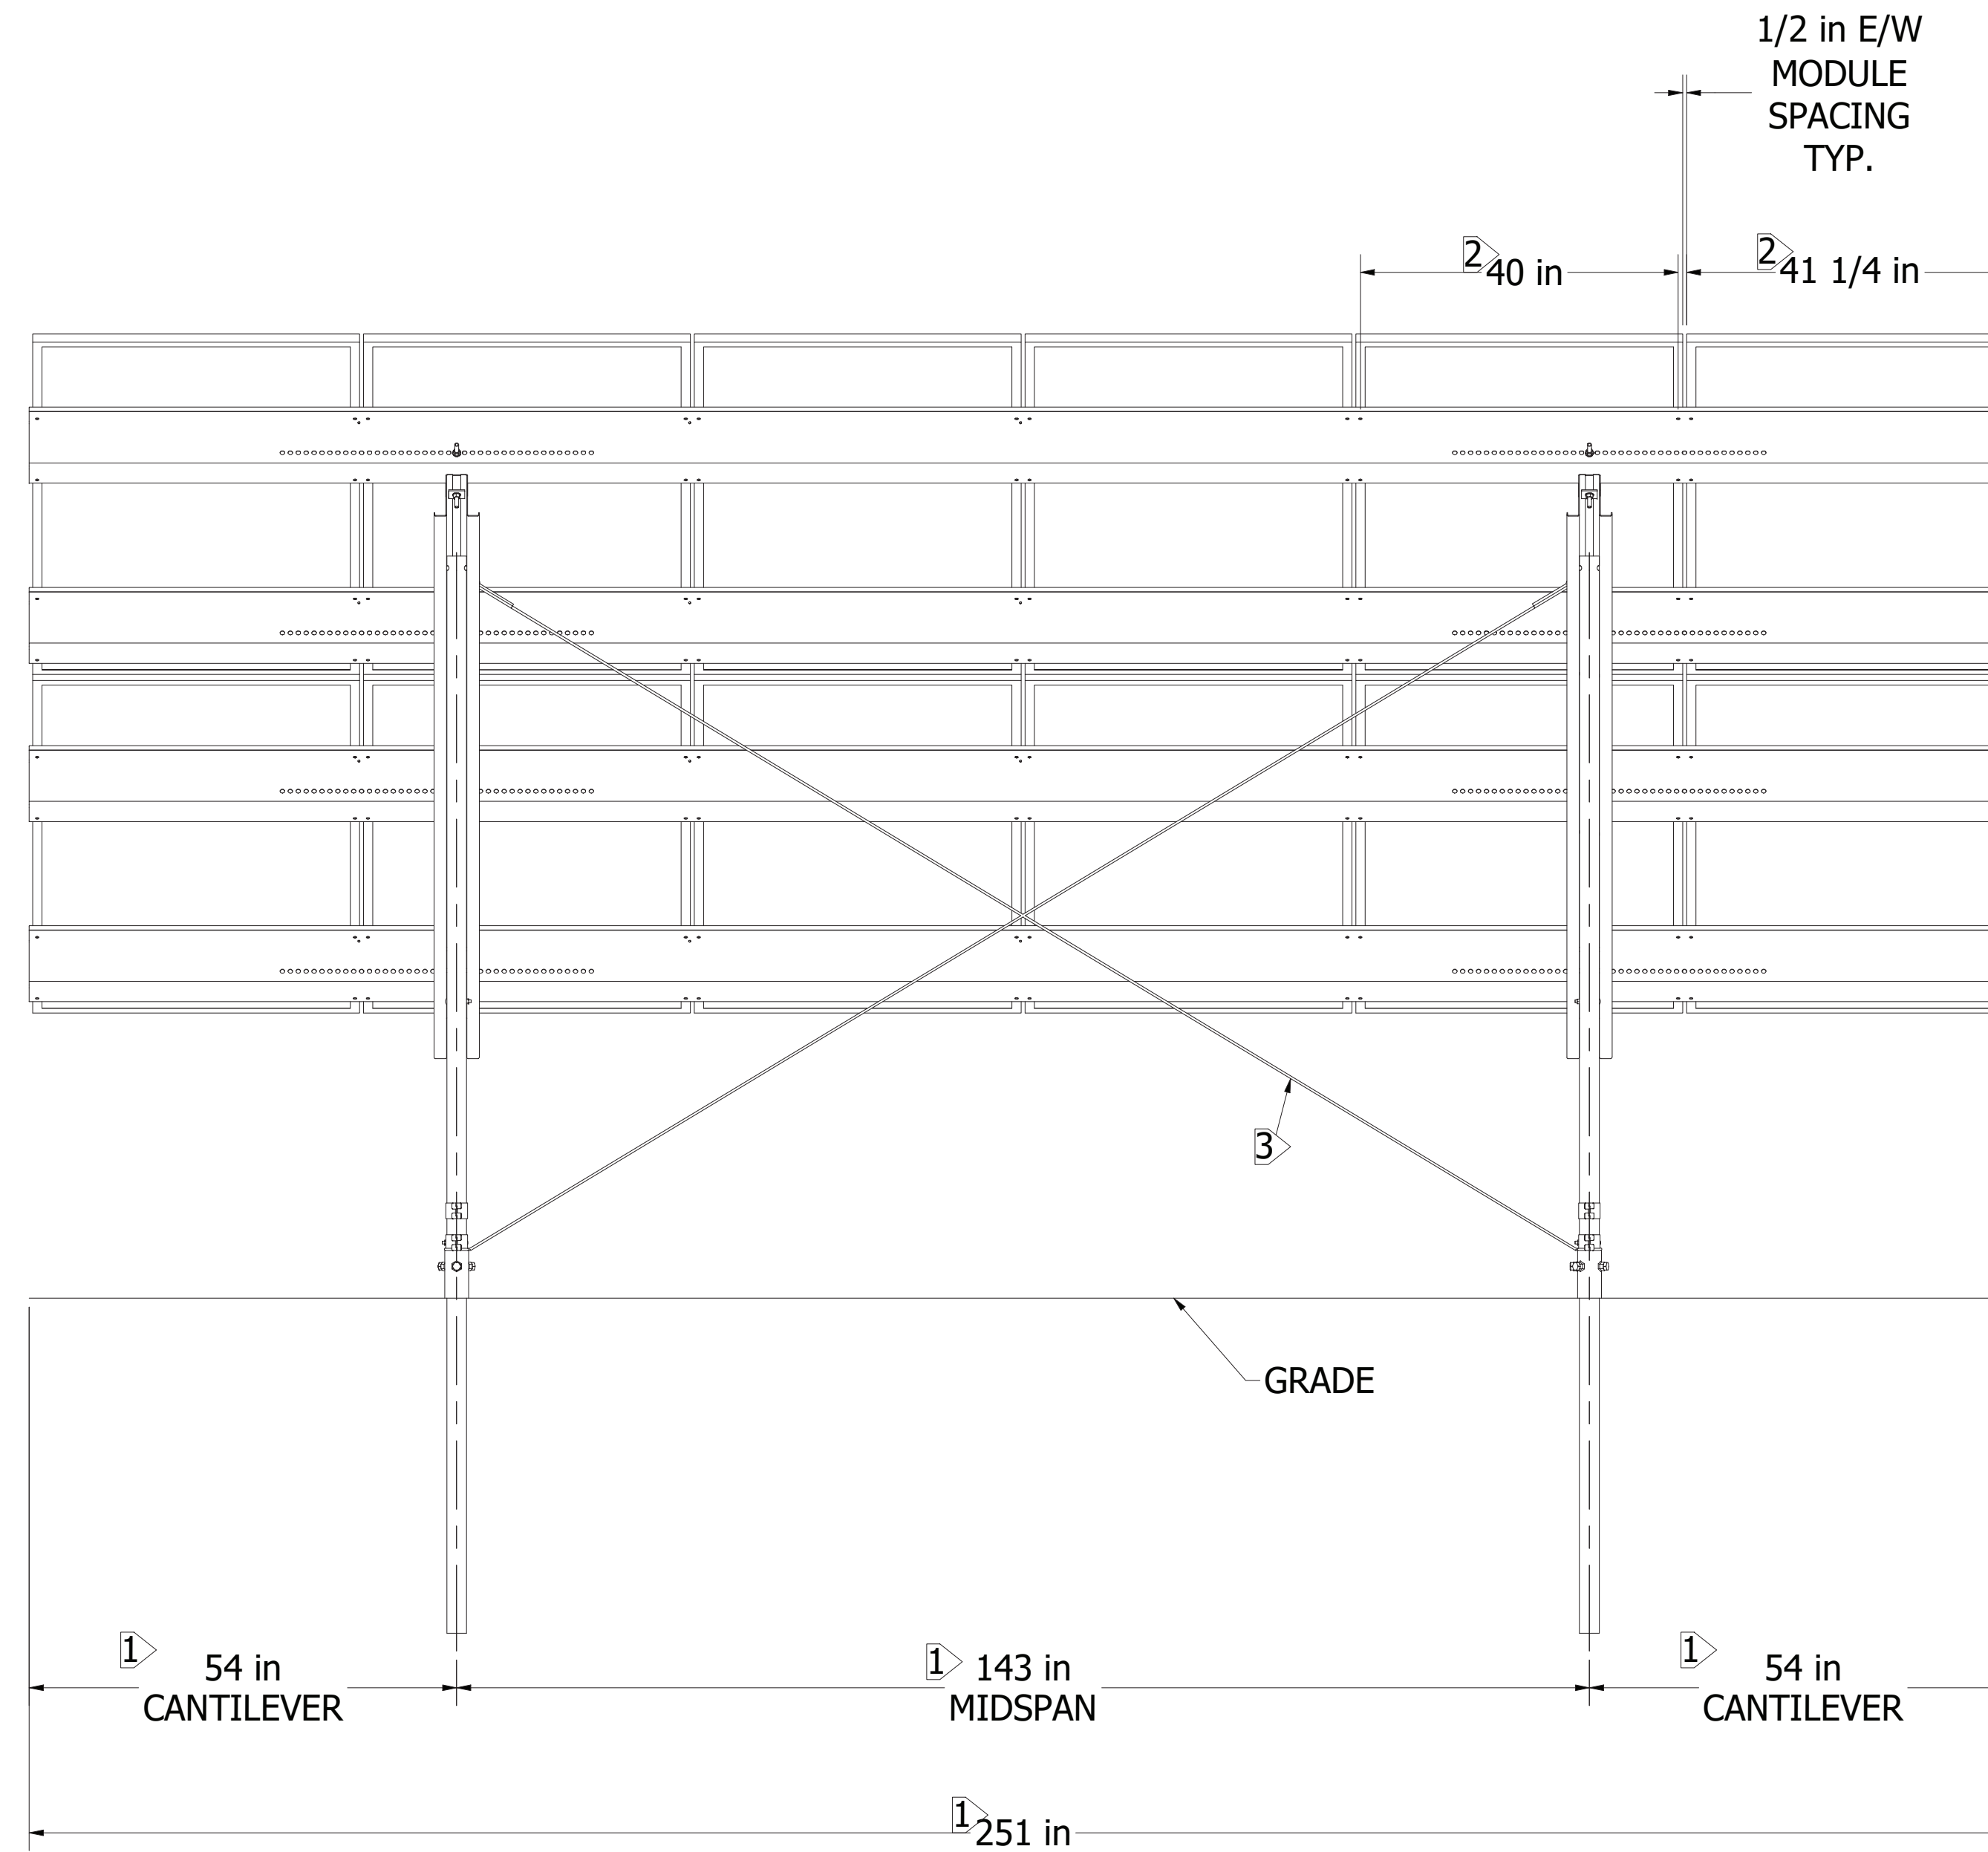 1/2 in E/W
MODULE
SPACING
TYP.
2
40 in
2
41 1/4 in
3
GRADE
1
54 in
CANTILEVER
1
143 in
MIDSPAN
1
54 in
CANTILEVER
1
251 in